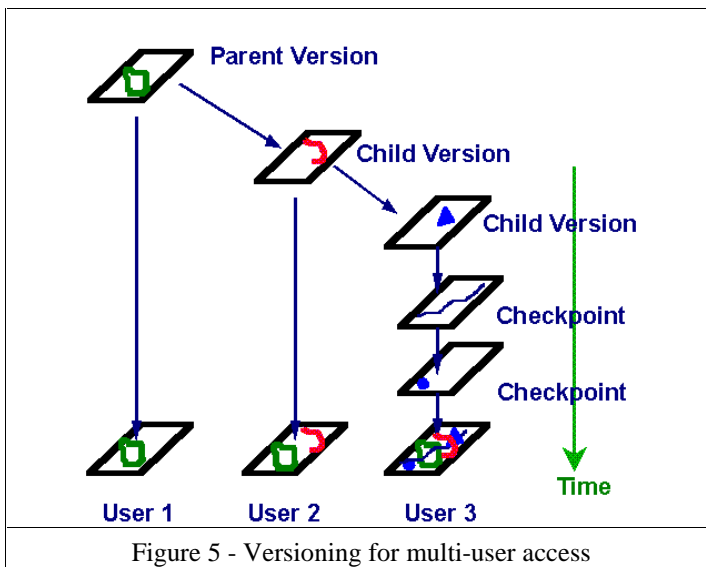 Parent Version
Child Version
Child Version
Checkpoint
Checkpoint
Time
User 1 User 2 User 3
Figure 5 - Versioning for multi-user access